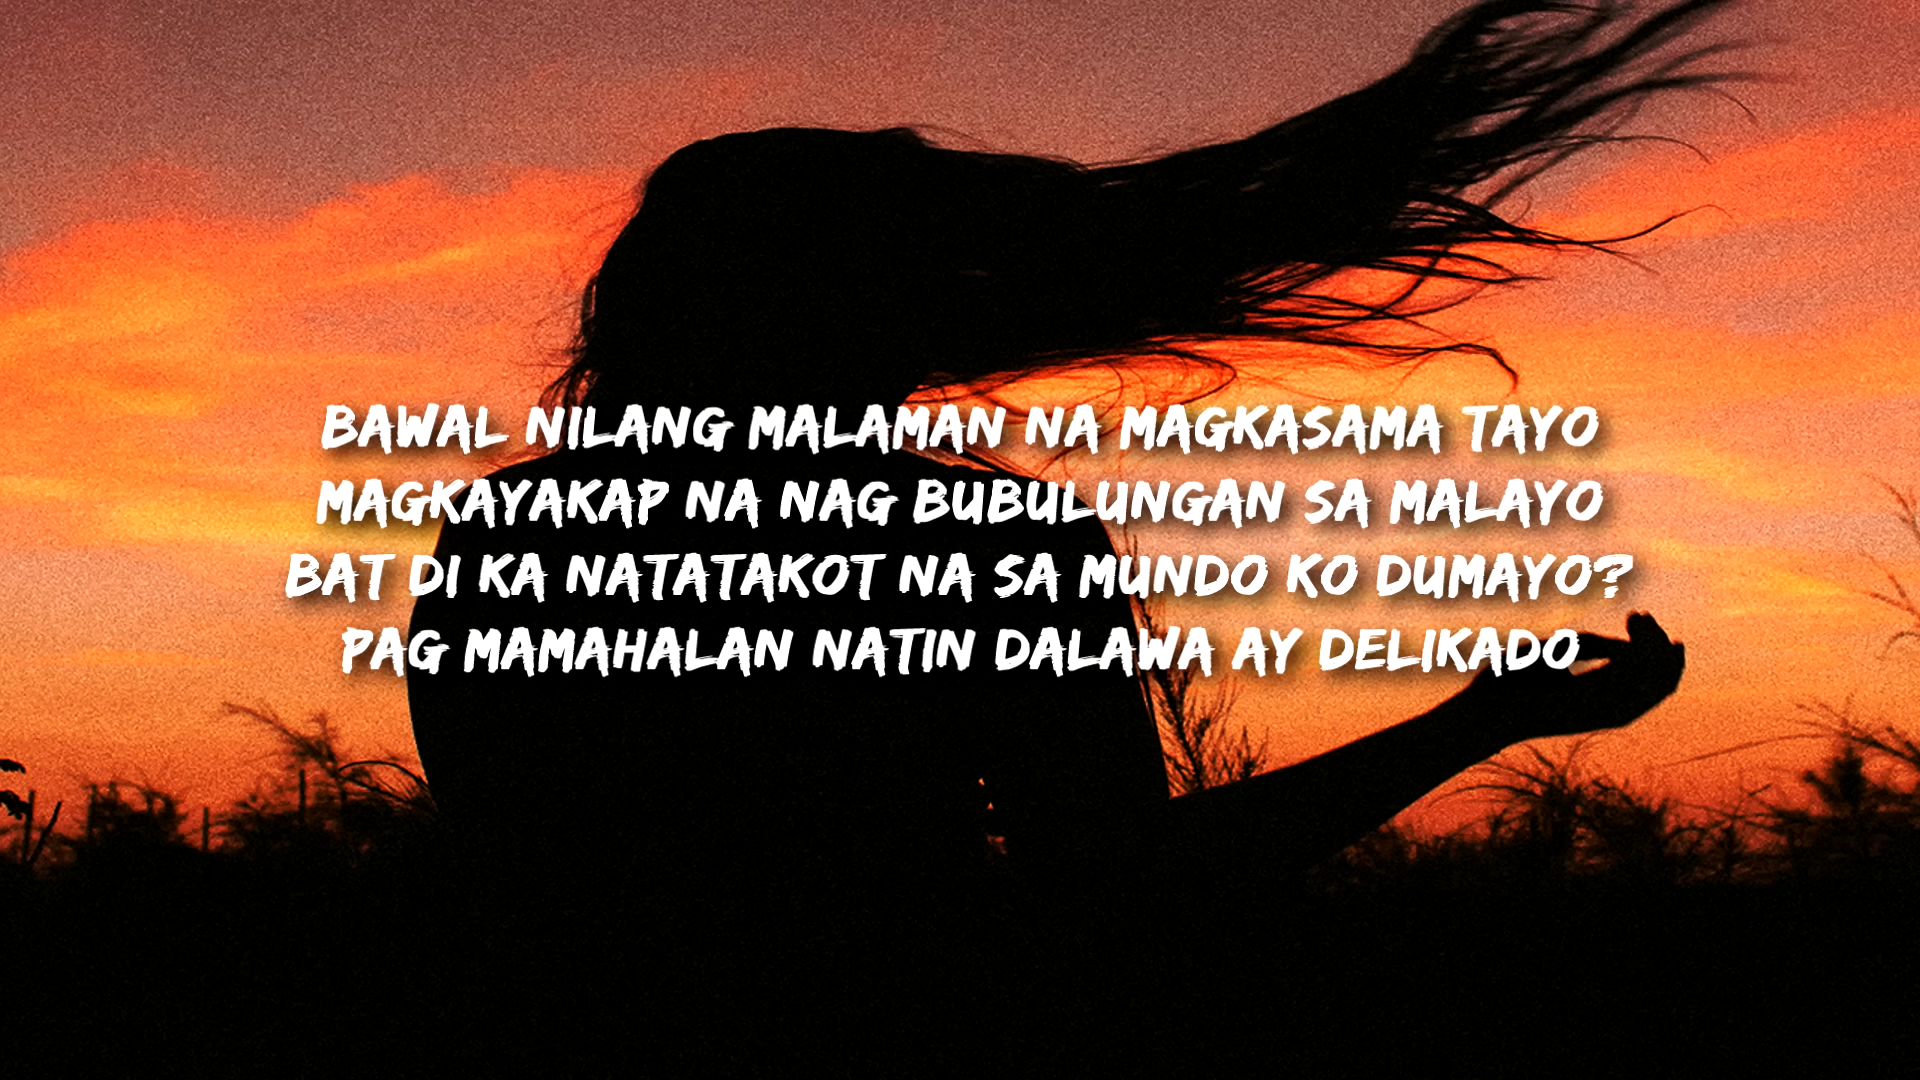 BAWAL NILANG MALAMAN NA MAGKASAMA TAYO
MAGKAYAKAP NA NAG BUBULUNGAN SA MALAYO
BAT DI KA NATATAKOT NA SA MUNDO KO DUMAYO?
PAG MAMAHALAN NATIN DALAWA AY DELIKADO